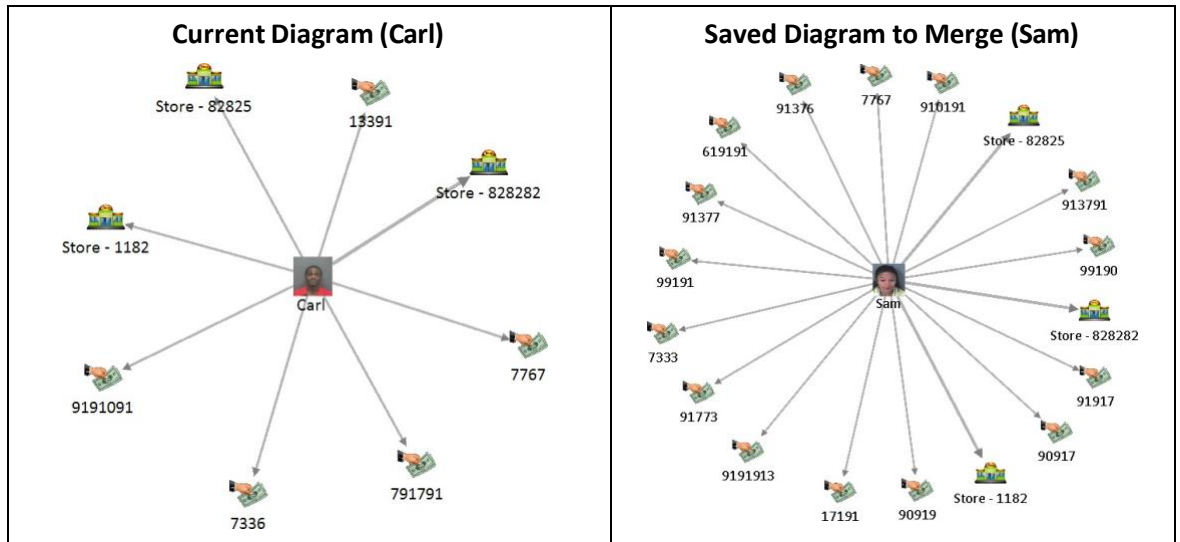 Current Diagram (Carl)
Store - 82825
13391
Store - 828282
Store - 1182
Carl
7767
9191091
791791
7336
Saved Diagram to Merge (Sam)
91376
7767
910191
Store - 82825
619191
913791
91377
99190
99191
Sam
Store - 828282
7333
91917
91773
90917
9191913
Store - 1182
17191
90919